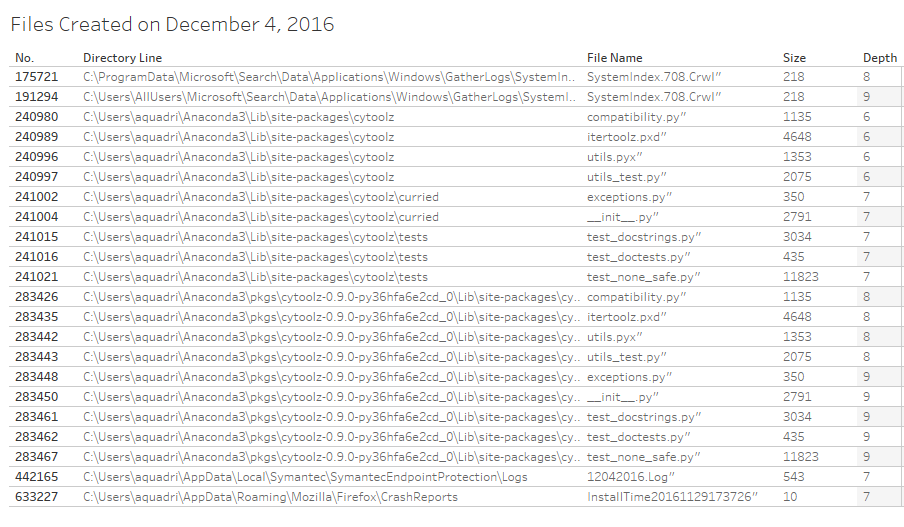 Files Created on December 4, 2016
No. Directory Line File Name Size Depth
175721 C:\ProgramData\Microsoft\Search\Data\Applications\Windows\GatherLogs\SystemIn.. SystemIndex.708.Crwl" 218 8
191294 C:\Users\AllUsers\Microsoft\Search\Data\Applications\Windows\GatherLogs\SystemI.. SystemIndex.708.Crwl" 218 9
240980 C:\Users\aquadri\Anaconda3\Lib\site-packages\cytoolz compatibility.py" 1135 6
240989 C:\Users\aquadri\Anaconda3\Lib\site-packages\cytoolz itertoolz.pxd" 4648 6
240996 C:\Users\aquadri\Anaconda3\Lib\site-packages\cytoolz utils.pyx" 1353 6
240997 C:\Users\aquadri\Anaconda3\Lib\site-packages\cytoolz utils_test.py" 2075 6
241002 C:\Users\aquadri\Anaconda3\Lib\site-packages\cytoolz\curried exceptions.py" 350 7
241004 C:\Users\aquadri\Anaconda3\Lib\site-packages\cytoolz\curried __init__.py" 2791 7
241015 C:\Users\aquadri\Anaconda3\Lib\site-packages\cytoolz\tests test_docstrings.py" 3034 7
241016 C:\Users\aquadri\Anaconda3\Lib\site-packages\cytoolz\tests test_doctests.py" 435 7
241021 C:\Users\aquadri\Anaconda3\Lib\site-packages\cytoolz\tests test_none_safe.py" 11823 7
283426 C:\Users\aquadri\Anaconda3\pkgs\cytoolz-0.9.0-py36hfa6e2cd_0\Lib\site-packages\cy.. compatibility.py" 1135 8
283435 C:\Users\aquadri\Anaconda3\pkgs\cytoolz-0.9.0-py36hfa6e2cd_0\Lib\site-packages\cy.. itertoolz.pxd" 4648 8
283442 C:\Users\aquadri\Anaconda3\pkgs\cytoolz-0.9.0-py36hfa6e2cd_0\Lib\site-packages\cy.. utils.pyx" 1353 8
283443 C:\Users\aquadri\Anaconda3\pkgs\cytoolz-0.9.0-py36hfa6e2cd_0\Lib\site-packages\cy.. utils_test.py" 2075 8
283448 C:\Users\aquadri\Anaconda3\pkgs\cytoolz-0.9.0-py36hfa6e2cd_0\Lib\site-packages\cy.. exceptions.py" 350 9
283450 C:\Users\aquadri\Anaconda3\pkgs\cytoolz-0.9.0-py36hfa6e2cd_0\Lib\site-packages\cy.. __init__.py" 2791 9
283461 C:\Users\aquadri\Anaconda3\pkgs\cytoolz-0.9.0-py36hfa6e2cd_0\Lib\site-packages\cy.. test_docstrings.py" 3034 9
283462 C:\Users\aquadri\Anaconda3\pkgs\cytoolz-0.9.0-py36hfa6e2cd_0\Lib\site-packages\cy.. test_doctests.py" 435 9
283467 C:\Users\aquadri\Anaconda3\pkgs\cytoolz-0.9.0-py36hfa6e2cd_0\Lib\site-packages\cy.. test_none_safe.py" 11823 9
442165 C:\Users\aquadri\AppData\Local\Symantec\SymantecEndpointProtection\Logs 12042016.Log" 543 7
633227 C:\Users\aquadri\AppData\Roaming\Mozilla\Firefox\CrashReports InstallTime20161129173726" 10 7